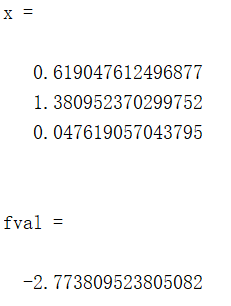 x =
0.619047612496877
1.380952370299752
0.047619057043795
fval =
-2.773809523805082